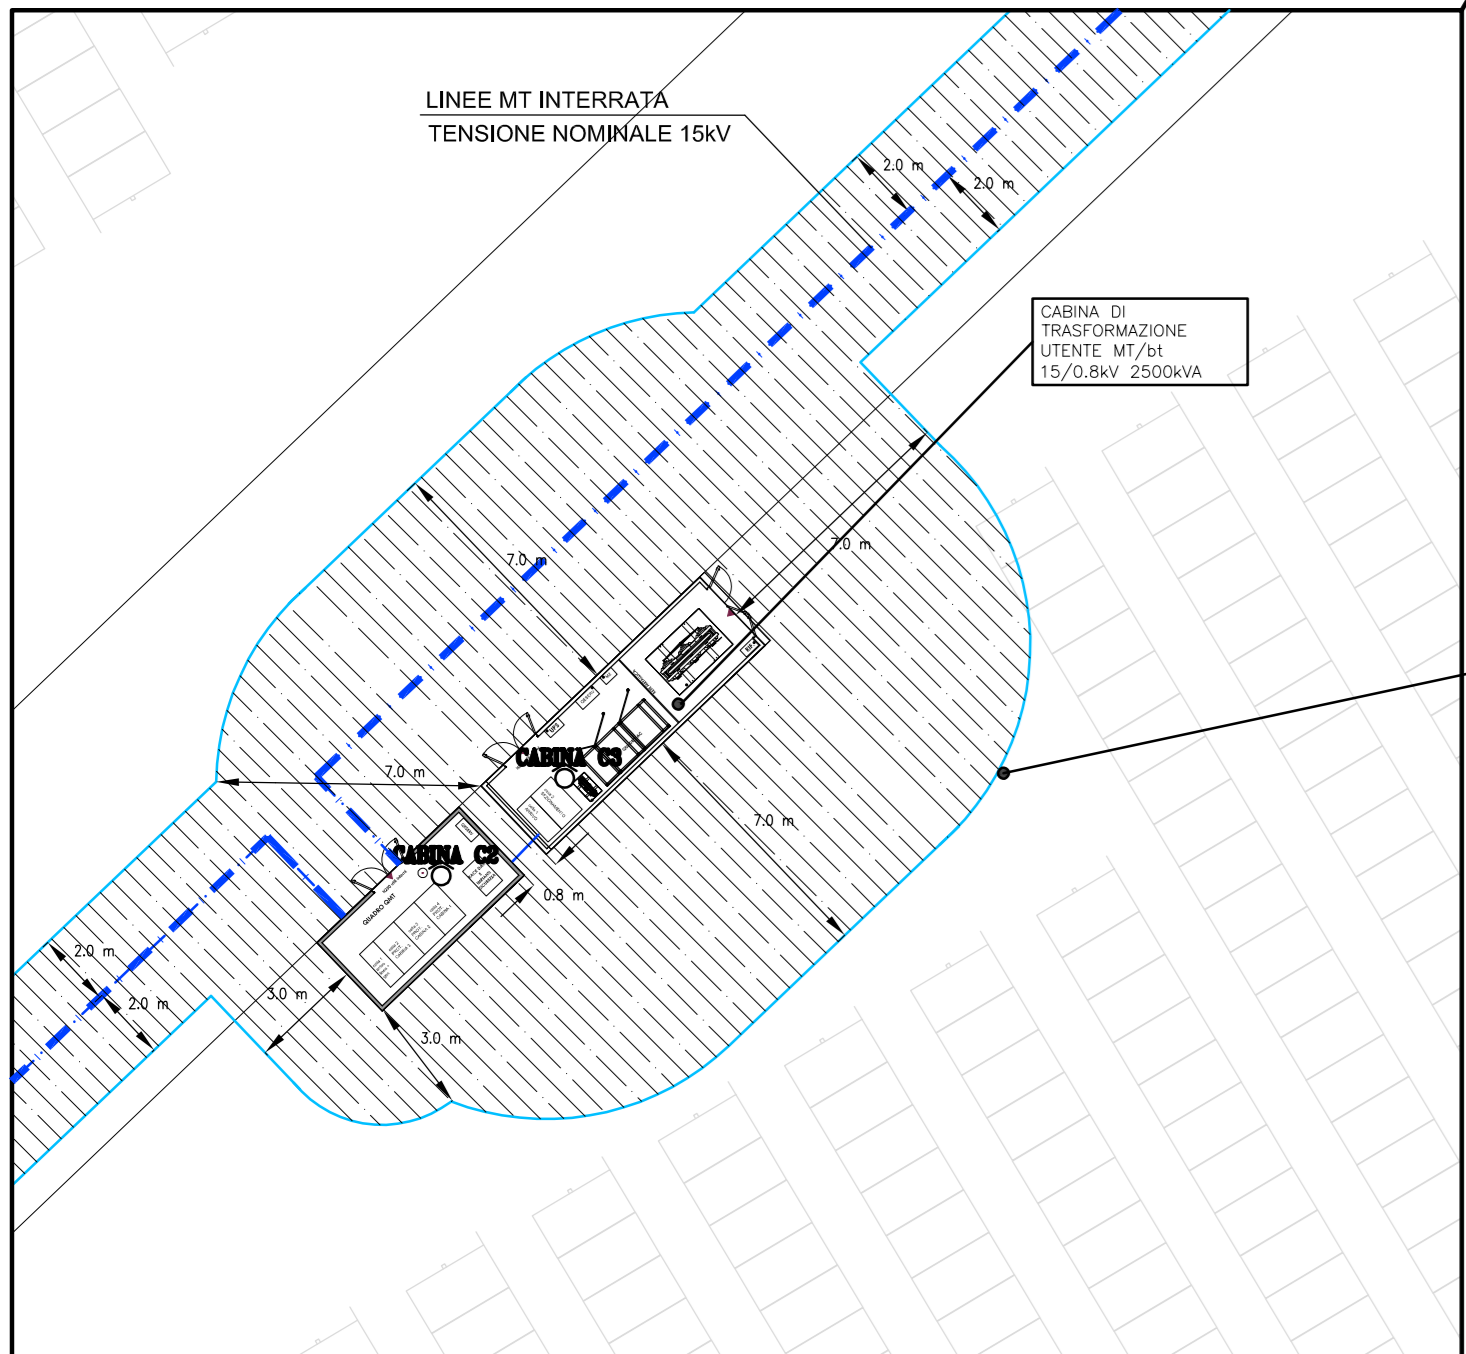 LINEE MT INTERRATA
TENSIONE NOMINALE 15kV
2.0 m
2.0 m
CABINA DI
TRASFORMAZIONE
UTENTE MT/bt
15/0.8kV 2500kVA
7.0 m
7.0 m
7.0 m
UPS
CABINA C3
7.0 m
CABINA C2
0.8 m
QUADRO QMT
2.0 m
2.0 m
3.0 m
3.0 m